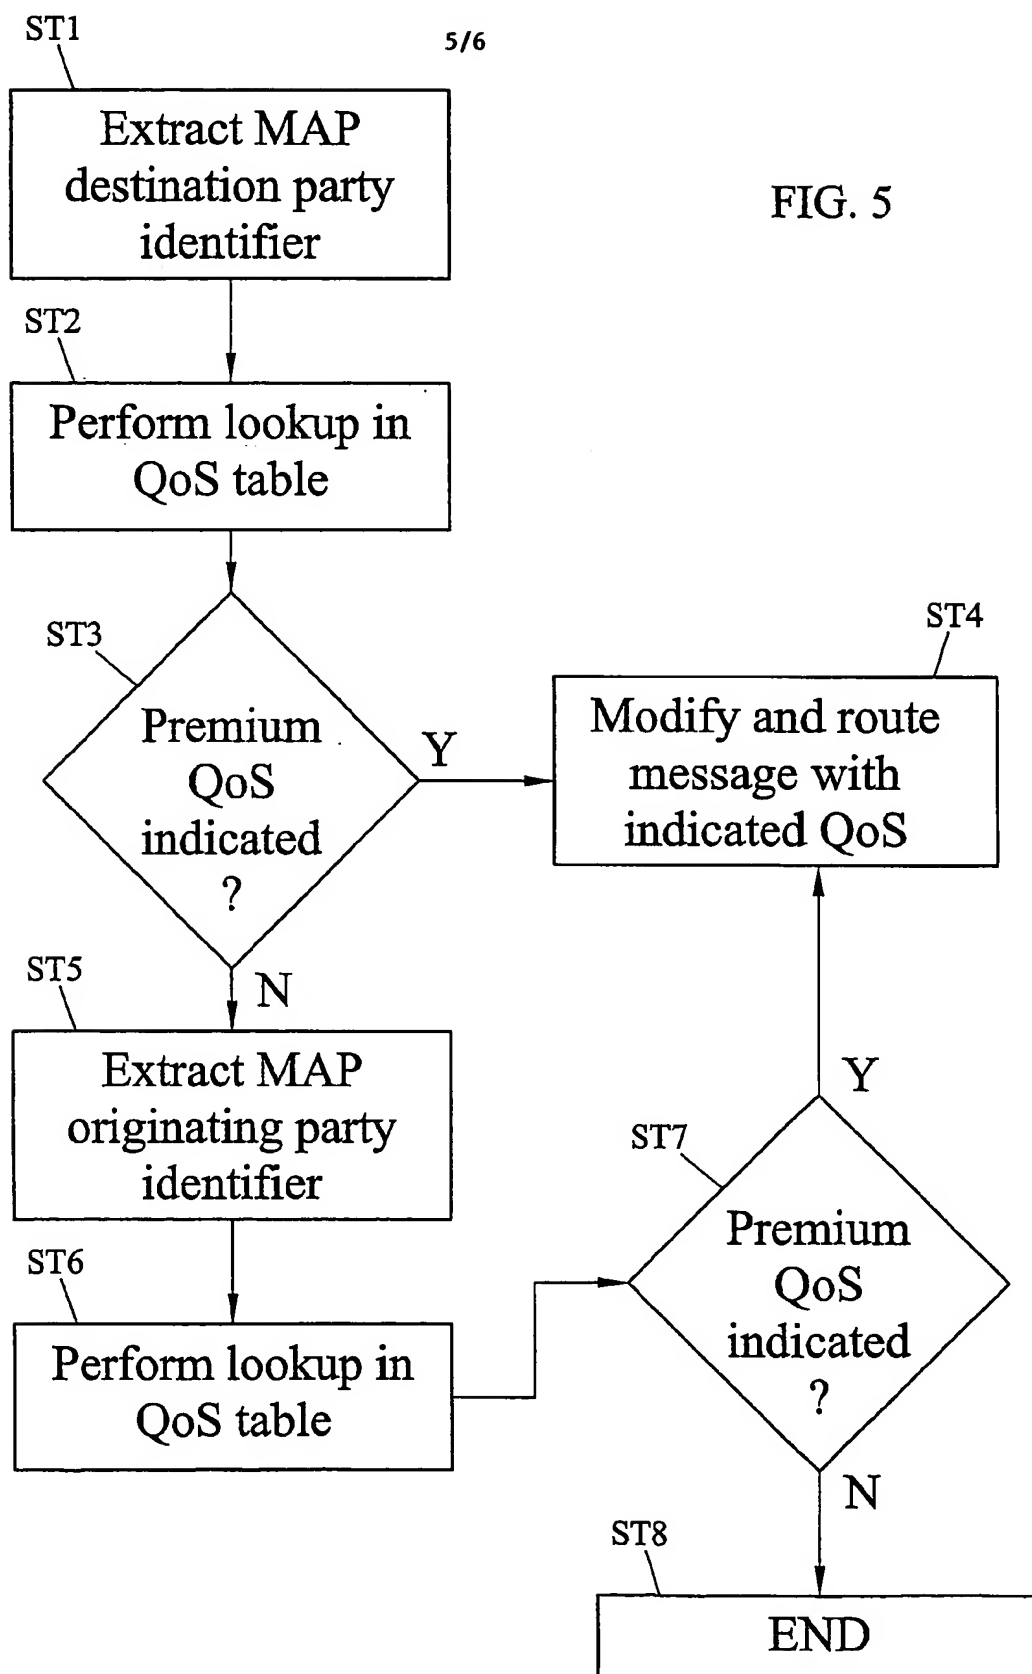 ST1
5/6
Extract MAP
destination party
identifier
FIG. 5
ST2
Perform lookup in
QoS table
ST3
Premium
QoS
indicated
?
Y
ST4
Modify and route
message with
indicated QoS
N
ST5
Extract MAP
originating party
identifier
ST6
Perform lookup in
QoS table
Y
ST7
Premium
QoS
indicated
?
N
ST8
END